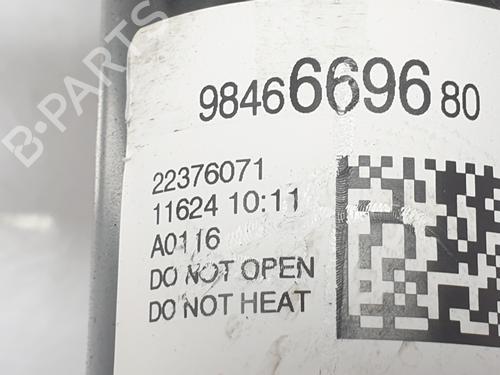 B-PARTS
9846669680
22376071
11624 10:11
A0116
DO NOT OPEN
DO NOT HEAT